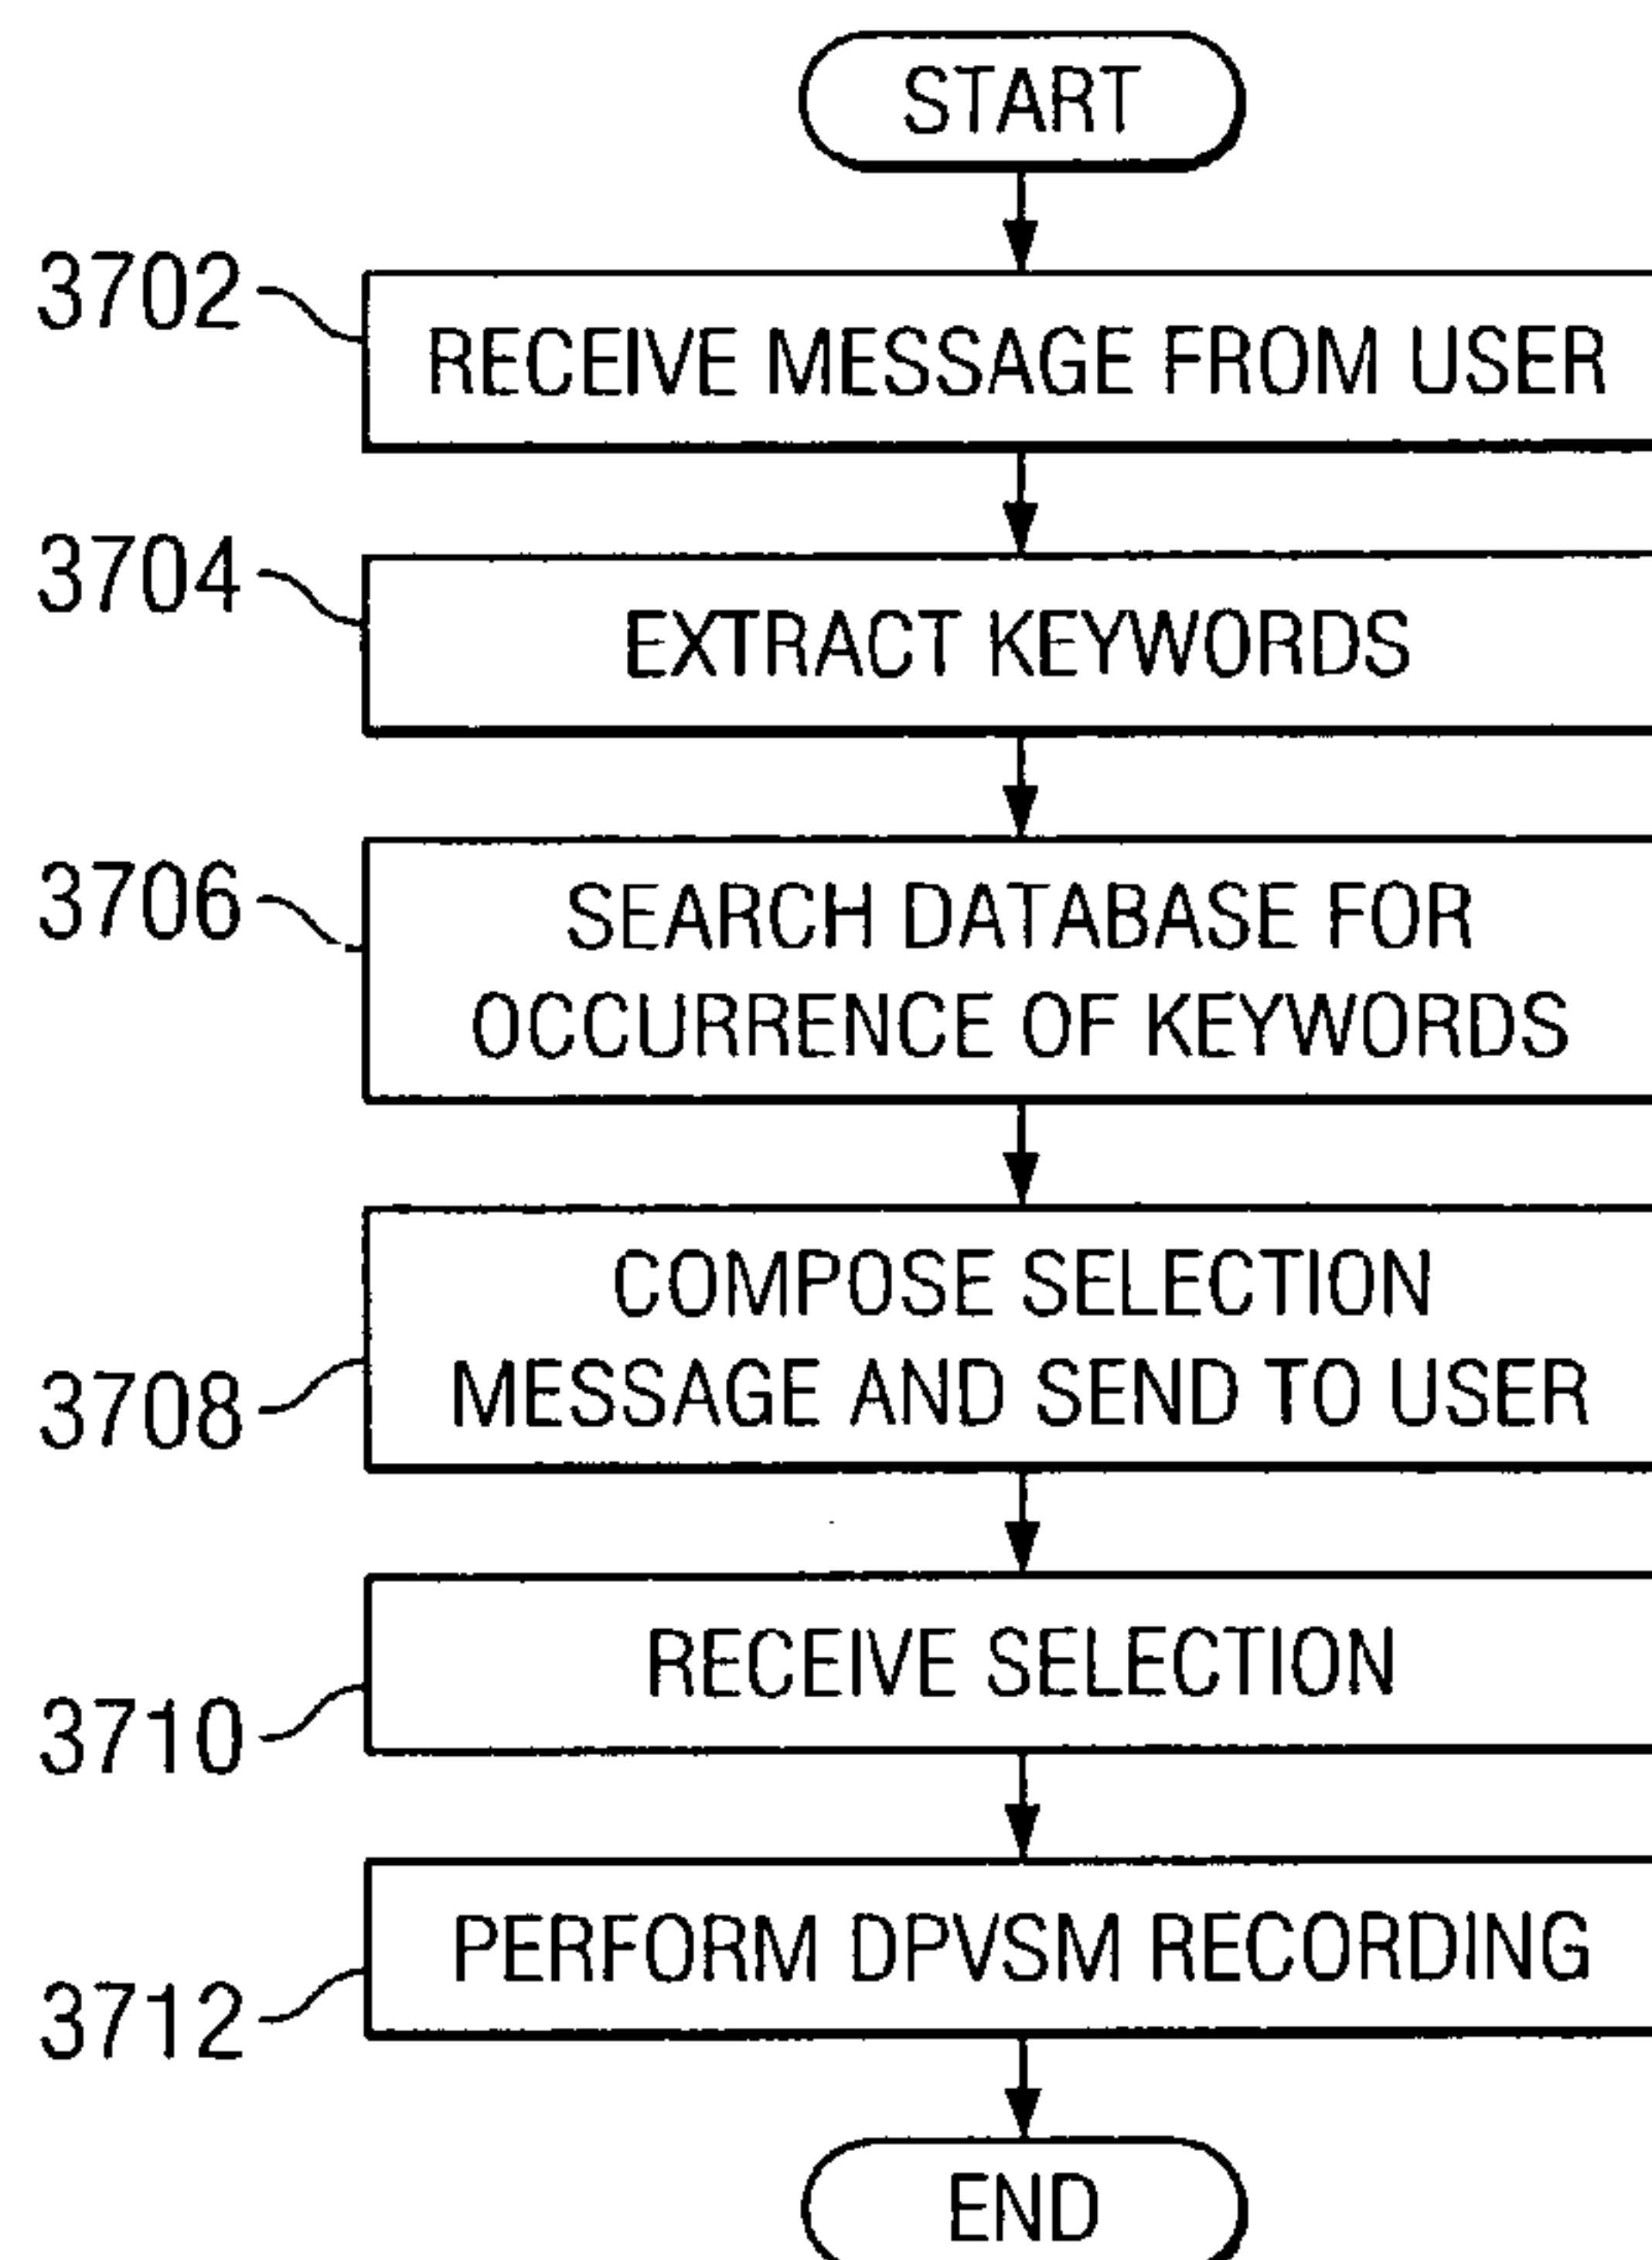 START
3702
RECEIVE MESSAGE FROM USER
3704
EXTRACT KEYWORDS
3706
SEARCH DATABASE FOR
OCCURRENCE OF KEYWORDS
3708
COMPOSE SELECTION
MESSAGE AND SEND TO USER
3710
RECEIVE SELECTION
3712
PERFORM DPVSM RECORDING
END